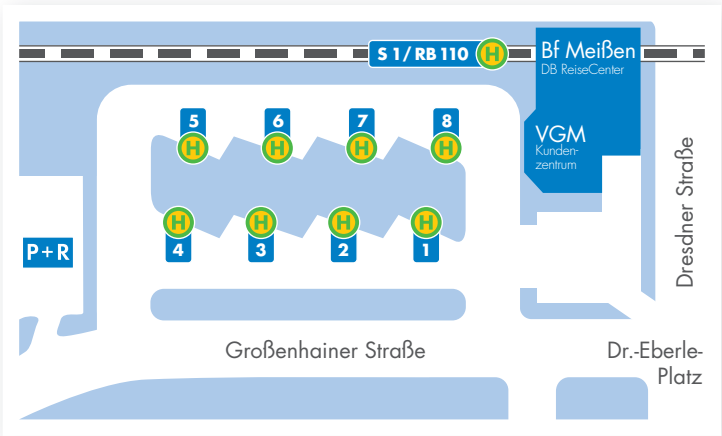 S 1 / RB 110 H
Bf Meißen
DB ReiseCenter
5 6 7 8
H H H H
VGM
Kunden-
zentrum
H H H H
4 3 2 1
P+R
Dresdner Straße
Großenhainer Straße
Dr.-Eberle-
Platz